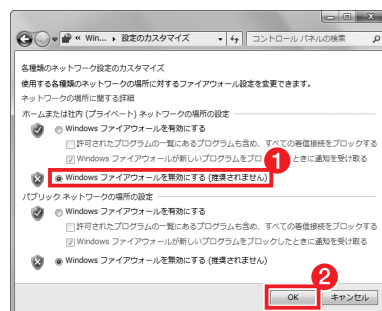 « Win... ▸ 設定のカスタマイズ
コントロール パネルの検索
各種類のネットワーク設定のカスタマイズ
使用する各種類のネットワークの場所に対するファイアウォール設定を変更できます。
ネットワークの場所に関する詳細
ホームまたは社内 (プライベート) ネットワークの場所の設定
Windows ファイアウォールを有効にする
許可されたプログラムの一覧にあるプログラムも含め、すべての着信接続をブロックする
Windows ファイアウォールが新しいプログラムをブロ ときに通知を受け取る
1
Windows ファイアウォールを無効にする (推奨されません)
パブリック ネットワークの場所の設定
Windows ファイアウォールを有効にする
許可されたプログラムの一覧にあるプログラムも含め、すべての着信接続をブロックする
Windows ファイアウォールが新しいプログラムをブロックしたときに通知を受け取る
Windows ファイアウォールを無効にする (推奨されません)
2
OK キャンセル